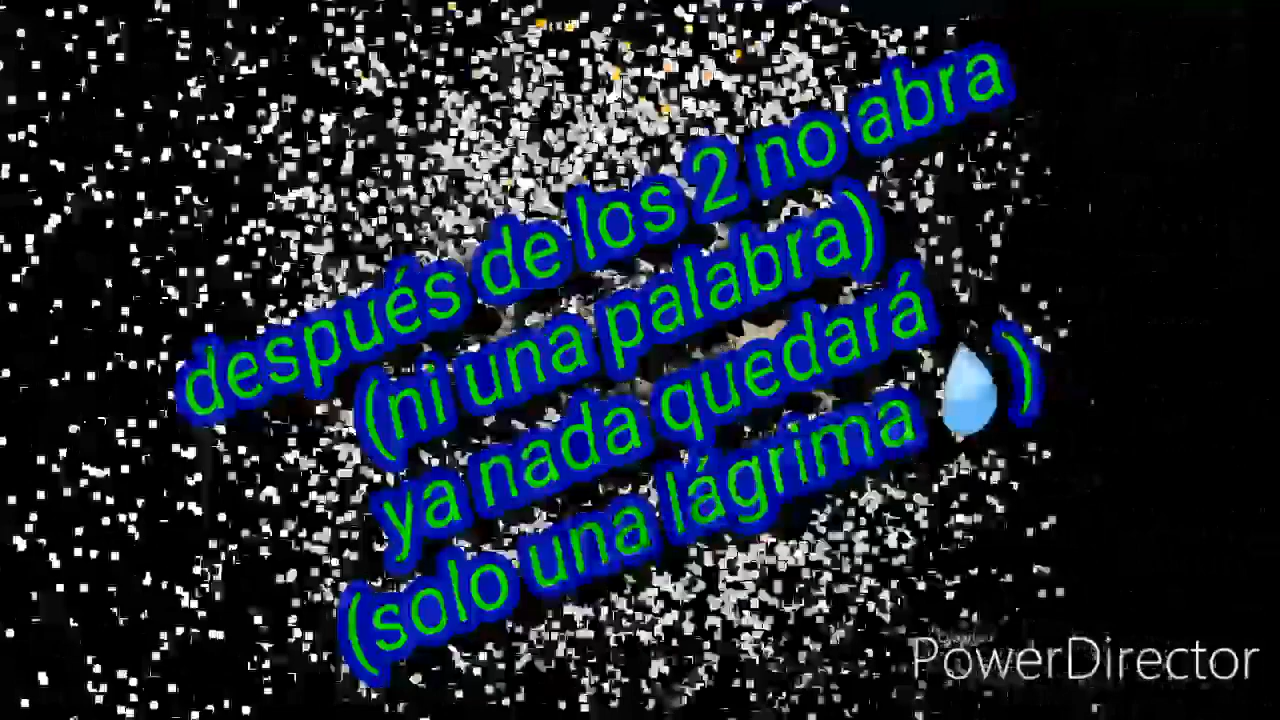 después de los 2 no abra
(ni una palabra)
ya nada quedará
(solo una lágrima 💧)
PowerDirector